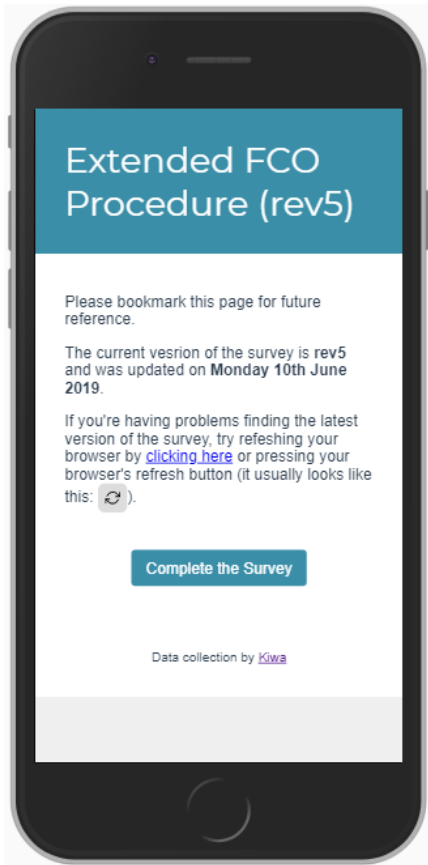 Extended FCO
Procedure (rev5)
Please bookmark this page for future
reference.
The current vesrion of the survey is rev5
and was updated on Monday 10th June
2019.
If you're having problems finding the latest
version of the survey, try refeshing your
browser by clicking here or pressing your
browser's refresh button (it usually looks like
this: ).
Complete the Survey
Data collection by Kiwa